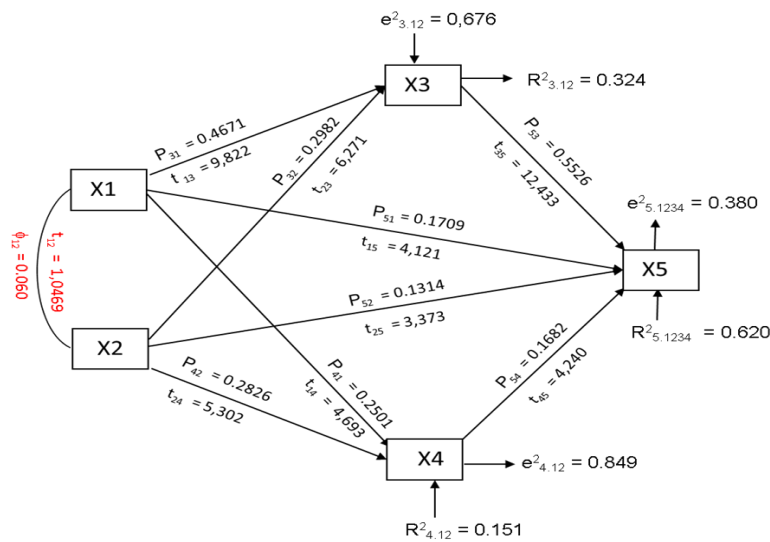 e²₃.₁₂ = 0,676
X3
R²₃.₁₂ = 0.324
P₃₁ = 0.4671
t ₁₃ = 9,822
P₃₂ = 0.2982
t₂₃ = 6,271
P₅₃ = 0.5526
t₃₅ = 12,433
X1
P₅₁ = 0.1709
t₁₅ = 4,121
e²₅.₁₂₃₄ = 0.380
X5
R²₅.₁₂₃₄ = 0.620
ϕ₁₂ = 0.060
t₁₂ = 1,0469
P₅₂ = 0.1314
t₂₅ = 3,373
X2
P₄₂ = 0.2826
t₂₄ = 5,302
P₄₁ = 0.2501
t₁₄ = 4,693
P₅₄ = 0.1682
t₄₅ = 4,240
X4
e²₄.₁₂ = 0.849
R²₄.₁₂ = 0.151